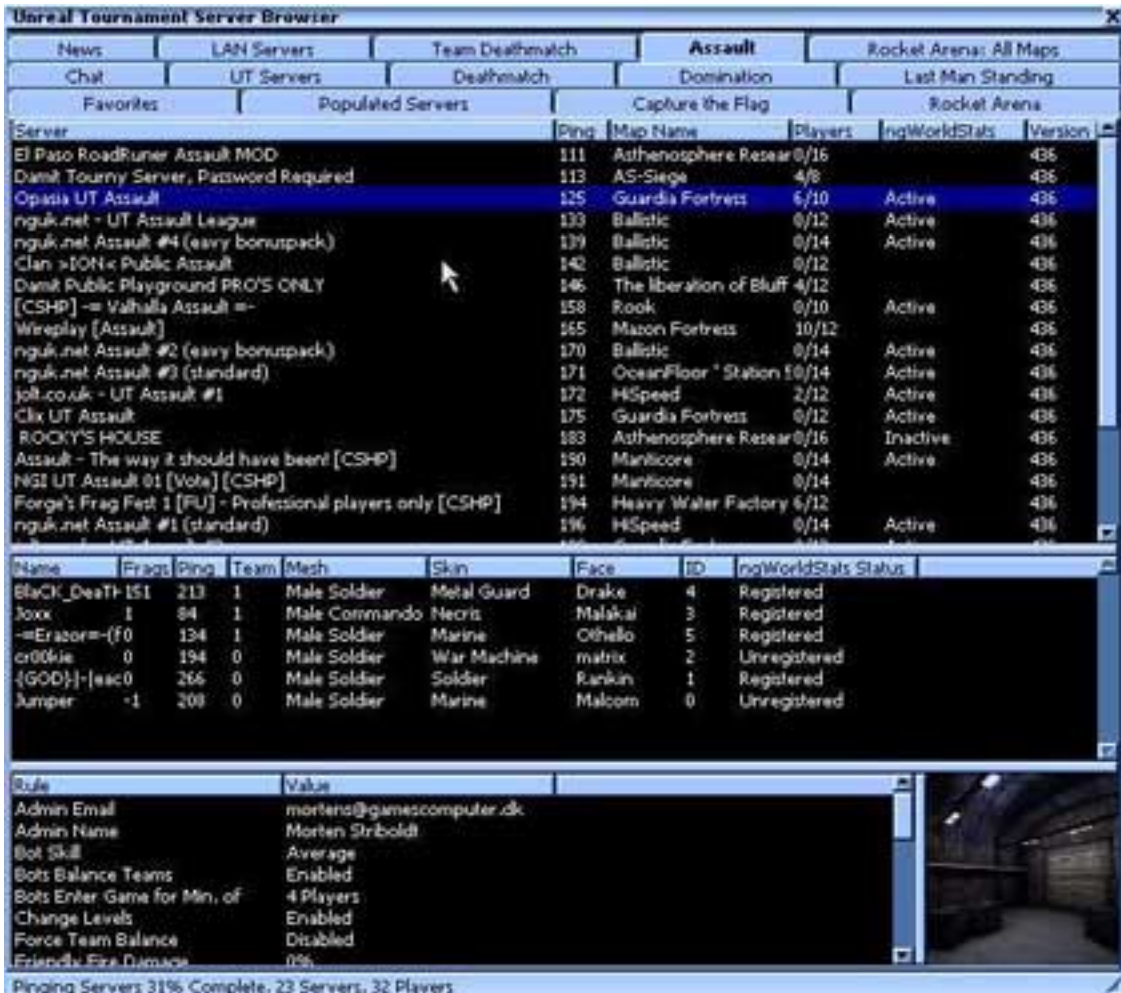 Unreal Tournament Server Browser
News LAN Servers Team Deathmatch Assault Rocket Arena: All Maps
Chat UT Servers Deathmatch Domination Last Man Standing
Favorites Populated Servers Capture the Flag Rocket Arena
Server Ping Map Name Players ngWorldStats Version
El Paso RoadRuner Assault MOD 111 Asthenosphere Resear 0/16 436
Damit Tourny Server, Password Required 113 AS-Siege 4/8 436
Opasia UT Assault 125 Guardia Fortress 6/10 Active 436
nguk.net - UT Assault League 133 Ballistic 0/12 Active 436
nguk.net Assault #4 (eavy bonuspack) 139 Ballistic 0/14 Active 436
Clan >ION< Public Assault 142 Ballistic 0/12 436
Damit Public Playground PRO'S ONLY 146 The liberation of Bluff 4/12 436
[CSHP] -= Valhalla Assault =- 158 Rook 0/10 Active 436
Wireplay [Assault] 165 Mazon Fortress 10/12 436
nguk.net Assault #2 (eavy bonuspack) 170 Ballistic 0/14 Active 436
nguk.net Assault #3 (standard) 171 OceanFloor " Station 0/14 Active 436
jolt.co.uk - UT Assault #1 172 HiSpeed 2/12 Active 436
Clix UT Assault 175 Guardia Fortress 0/12 Active 436
ROCKY'S HOUSE 183 Asthenosphere Resear 0/16 Inactive 436
Assault - The way it should have been! [CSHP] 190 Manticore 0/14 Active 436
NGI UT Assault 01 [Vote] [CSHP] 191 Manticore 0/14 436
Forge's Frag Fest 1 [FU] - Professional players only [CSHP] 194 Heavy Water Factory 6/12 436
nguk.net Assault #1 (standard) 196 HiSpeed 0/14 Active 436
Name Frags Ping Team Mesh Skin Face ID ngWorldStats Status
BlaCK_DeaTH 151 213 1 Male Soldier Metal Guard Drake 4 Registered
Joxx 1 84 1 Male Commando Necris Malakai 3 Registered
-=Erazor=-(f 0 134 1 Male Soldier Marine Othello 5 Registered
cr00kie 0 194 0 Male Soldier War Machine matrix 2 Unregistered
0 266 0 Male Soldier Soldier Rankin 1 Registered
Jumper -1 208 0 Male Soldier Marine Malcom 0 Unregistered
Rule Value
Admin Email mortens@gamescomputer.dk
Admin Name Morten Striboldt
Bot Skill Average
Bots Balance Teams Enabled
Bots Enter Game for Min. of 4 Players
Change Levels Enabled
Force Team Balance Disabled
Friendly Fire Damage 0%
Pinging Servers 31% Complete, 23 Servers, 32 Players